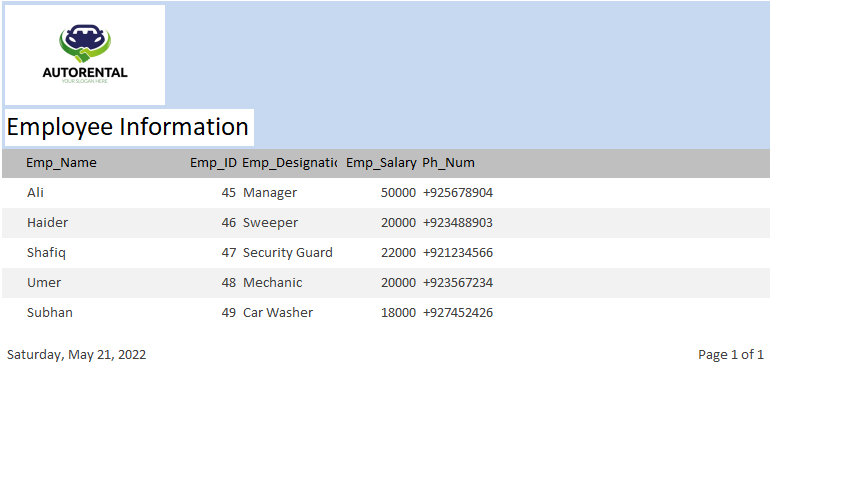 AUTORENTAL
YOUR SLOGAN HERE
Employee Information
Emp_Name Emp_ID Emp_Designatic Emp_Salary Ph_Num
Ali 45 Manager 50000 +925678904
Haider 46 Sweeper 20000 +923488903
Shafiq 47 Security Guard 22000 +921234566
Umer 48 Mechanic 20000 +923567234
Subhan 49 Car Washer 18000 +927452426
Saturday, May 21, 2022 Page 1 of 1